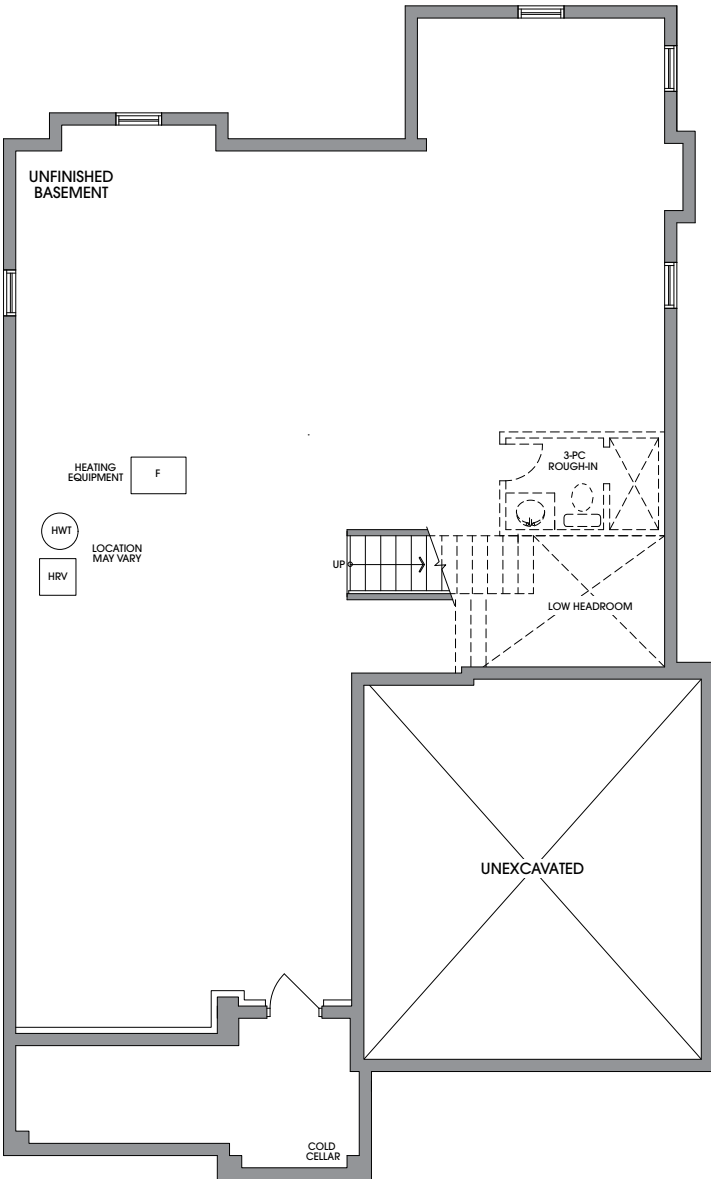 UNFINISHED
BASEMENT
3-PC
ROUGH-IN
HEATING
EQUIPMENT
F
HWT
LOCATION
MAY VARY
HRV
UP
LOW HEADROOM
UNEXCAVATED
COLD
CELLAR